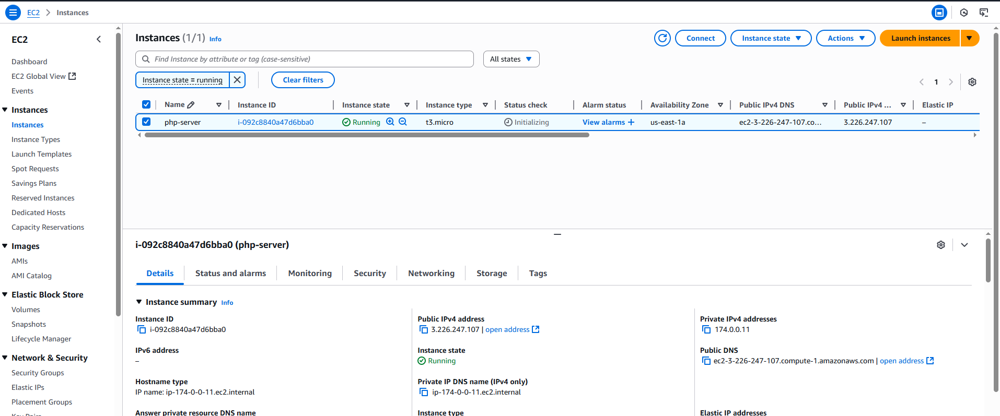 EC2 > Instances
EC2
Dashboard
EC2 Global View
Events
Instances
Instances
Instance Types
Launch Templates
Spot Requests
Savings Plans
Reserved Instances
Dedicated Hosts
Capacity Reservations
Images
AMIs
AMI Catalog
Elastic Block Store
Volumes
Snapshots
Lifecycle Manager
Network & Security
Security Groups
Elastic IPs
Placement Groups
Instances (1/1) Info
Connect Instance state Actions Launch instances
Find Instance by attribute or tag (case-sensitive) All states
Instance state = running Clear filters
1
Name Instance ID Instance state Instance type Status check Alarm status Availability Zone Public IPv4 DNS Public IPv4 ... Elastic IP
php-server i-092c8840a47d6bba0 Running t3.micro Initializing View alarms + us-east-1a ec2-3-226-247-107.co... 3.226.247.107 –
i-092c8840a47d6bba0 (php-server)
Details Status and alarms Monitoring Security Networking Storage Tags
Instance summary Info
Instance ID
i-092c8840a47d6bba0
Public IPv4 address
3.226.247.107 | open address
Private IPv4 addresses
174.0.0.11
IPv6 address
–
Instance state
Running
Public DNS
ec2-3-226-247-107.compute-1.amazonaws.com | open address
Hostname type
IP name: ip-174-0-0-11.ec2.internal
Private IP DNS name (IPv4 only)
ip-174-0-0-11.ec2.internal
Answer private resource DNS name
Instance type
Elastic IP addresses